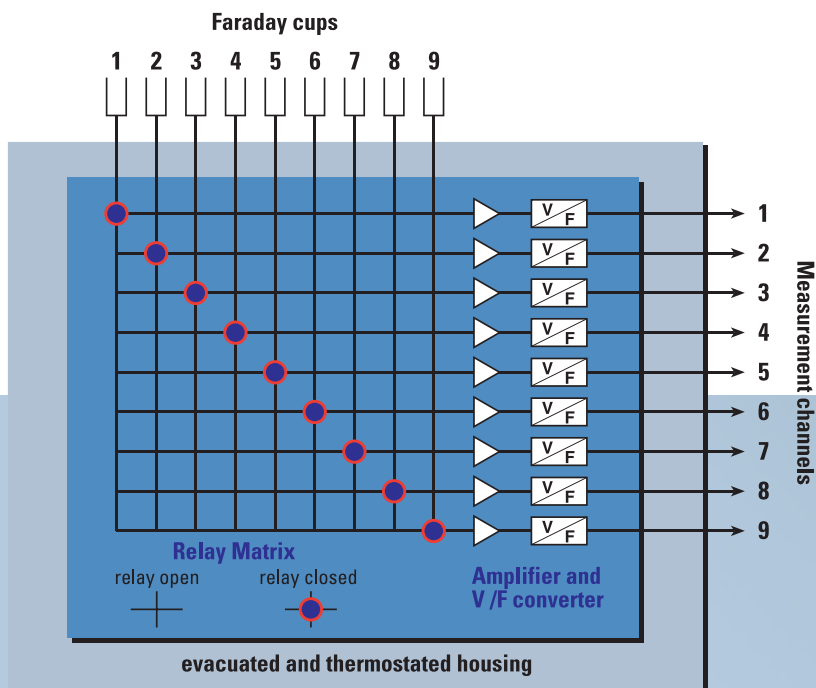 Faraday cups
1 2 3 4 5 6 7 8 9
V F 1
V F 2
V F 3
V F 4
V F 5
V F 6
V F 7
V F 8
V F 9
Measurement channels
Relay Matrix
relay open
relay closed
Amplifier and
V /F converter
evacuated and thermostated housing